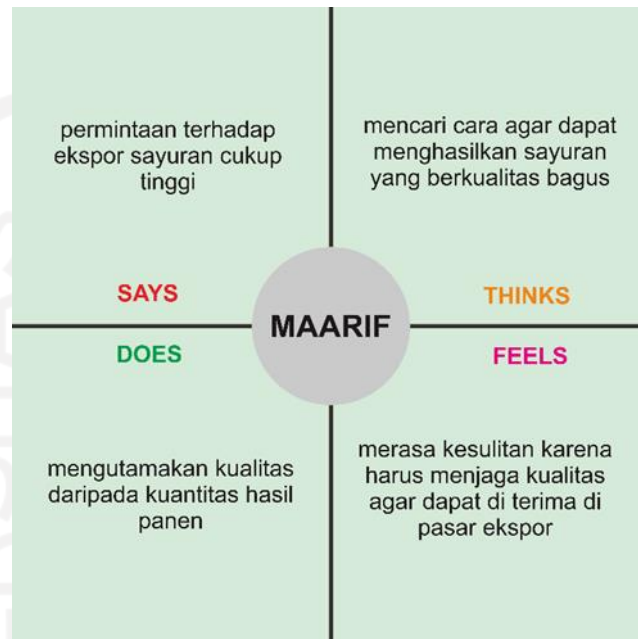 permintaan terhadap
ekspor sayuran cukup
tinggi
mencari cara agar dapat
menghasilkan sayuran
yang berkualitas bagus
SAYS
THINKS
MAARIF
DOES
FEELS
mengutamakan kualitas
daripada kuantitas hasil
panen
merasa kesulitan karena
harus menjaga kualitas
agar dapat di terima di
pasar ekspor